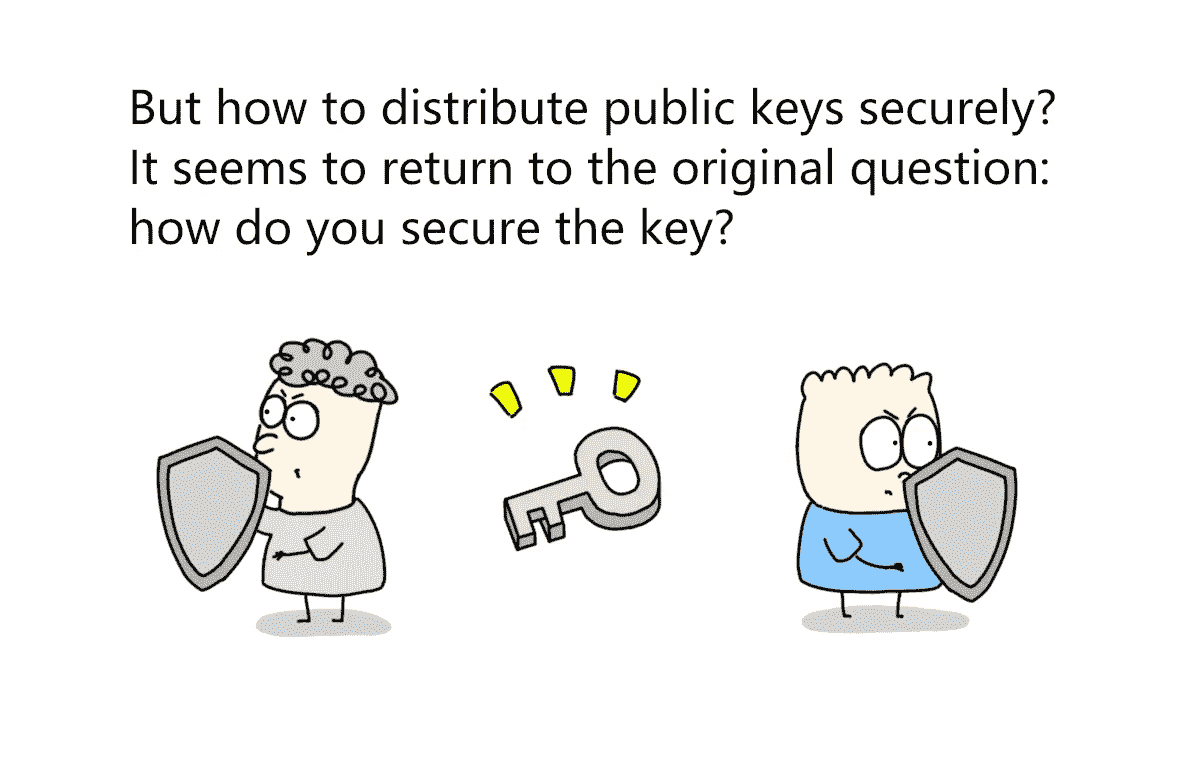 But how to distribute public keys securely?
It seems to return to the original question:
how do you secure the key?